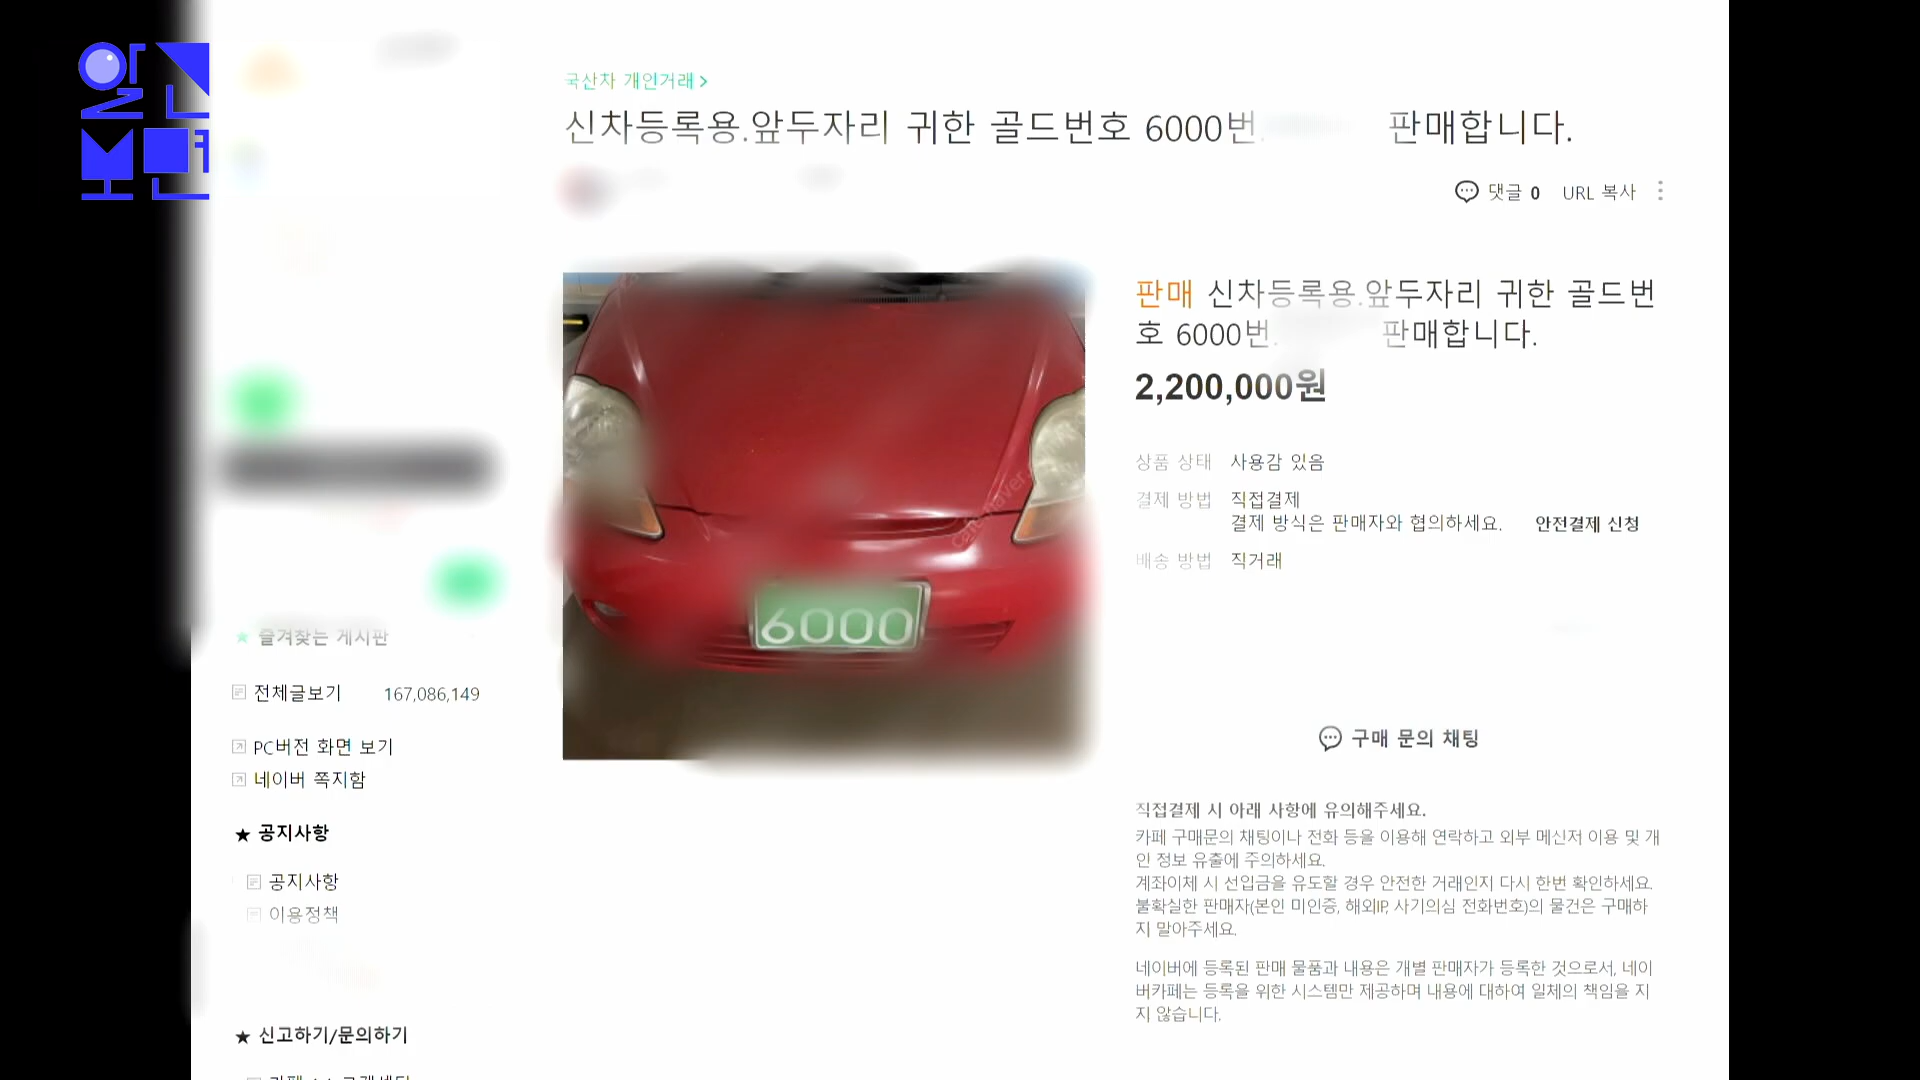 알고보면
국산차 개인거래 >
신차등록용.앞두자리 귀한 골드번호 6000번. 판매합니다.
댓글 0 URL 복사
판매 신차등록용.앞두자리 귀한 골드번
호 6000번. 판매합니다.
2,200,000원
상품 상태 사용감 있음
결제 방법 직접결제
결제 방식은 판매자와 협의하세요. 안전결제 신청
배송 방법 직거래
6000
구매 문의 채팅
직접결제 시 아래 사항에 유의해주세요.
카페 구매문의 채팅이나 전화 등을 이용해 연락하고 외부 메신저 이용 및 개
인 정보 유출에 주의하세요.
계좌이체 시 선입금을 유도할 경우 안전한 거래인지 다시 한번 확인하세요.
불확실한 판매자(본인 미인증, 해외IP, 사기의심 전화번호)의 물건은 구매하
지 말아주세요.
네이버에 등록된 판매 물품과 내용은 개별 판매자가 등록한 것으로서, 네이
버카페는 등록을 위한 시스템만 제공하며 내용에 대하여 일체의 책임을 지
지 않습니다.
즐겨찾는 게시판
전체글보기 167,086,149
PC버전 화면 보기
네이버 쪽지함
★ 공지사항
공지사항
이용정책
★ 신고하기/문의하기